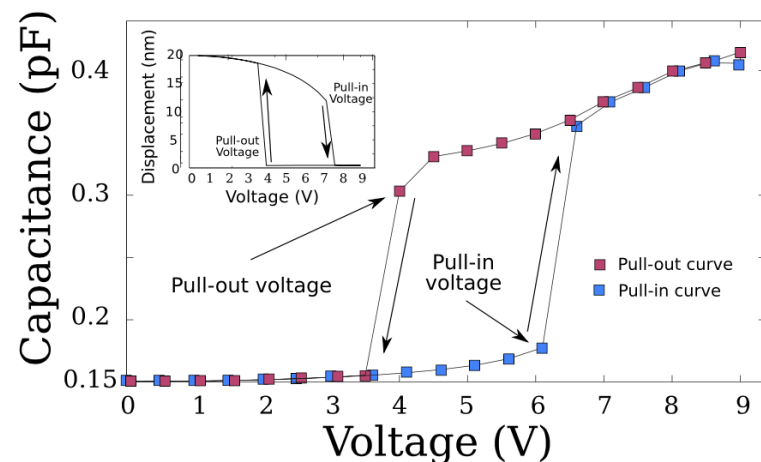 Capacitance (pF)
0.4
0.3
0.2
0.15
0 1 2 3 4 5 6 7 8 9
Voltage (V)
Displacement (nm)
20
15
10
5
1
0
0 1 2 3 4 5 6 7 8 9
Voltage (V)
Pull-in
Voltage
Pull-out
Voltage
Pull-out voltage
Pull-in
voltage
Pull-out curve
Pull-in curve